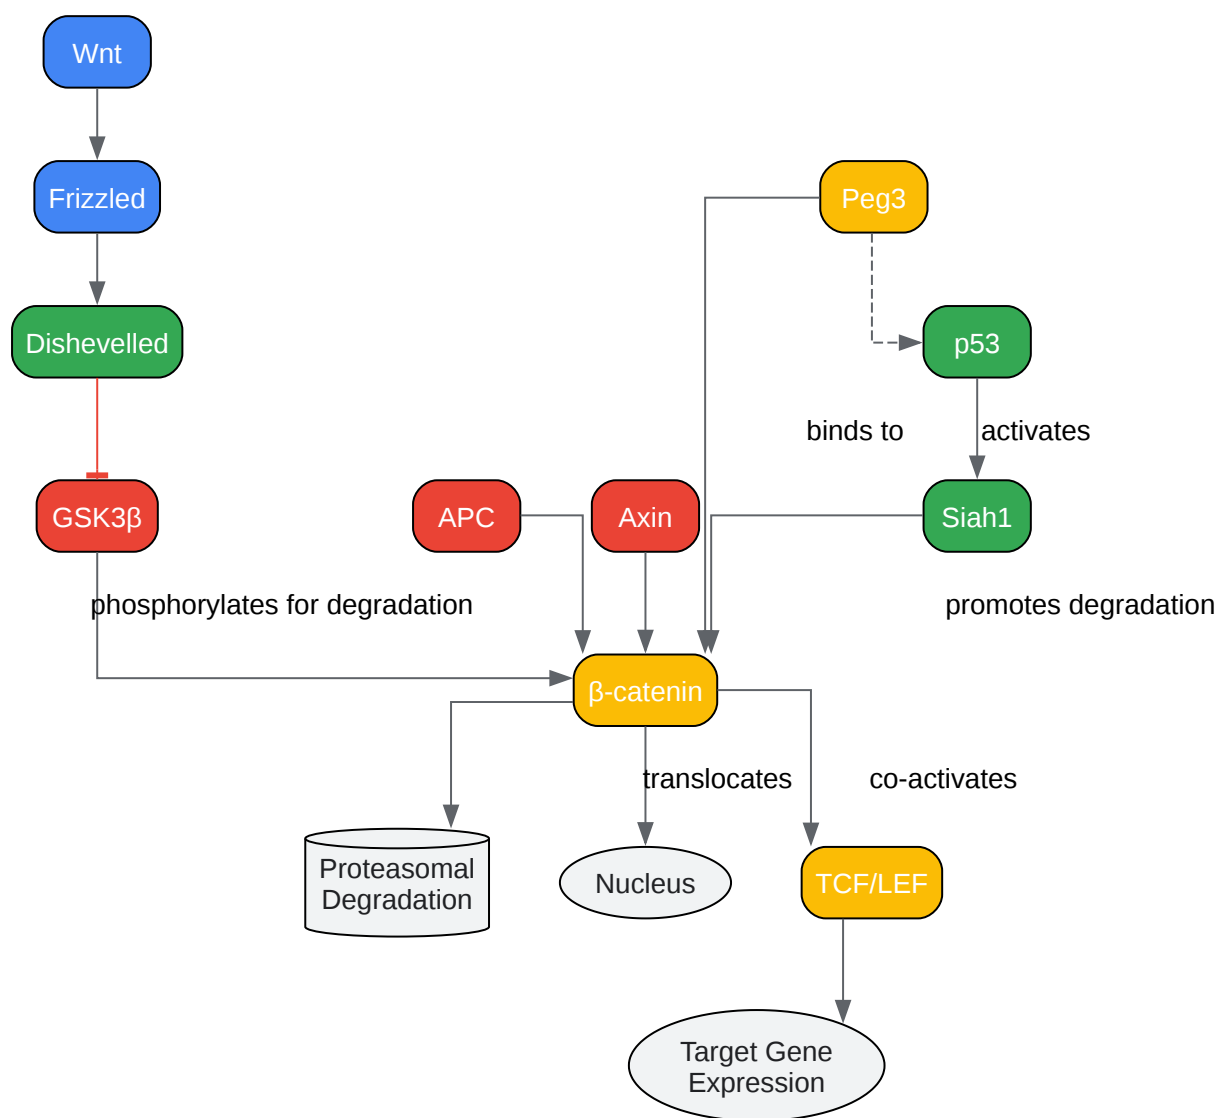 Wnt
Frizzled
Peg3
Dishevelled
p53
binds to
activates
GSK3β
APC
Axin
Siah1
phosphorylates for degradation
promotes degradation
β-catenin
translocates
co-activates
Proteasomal
Degradation
Nucleus
TCF/LEF
Target Gene
Expression